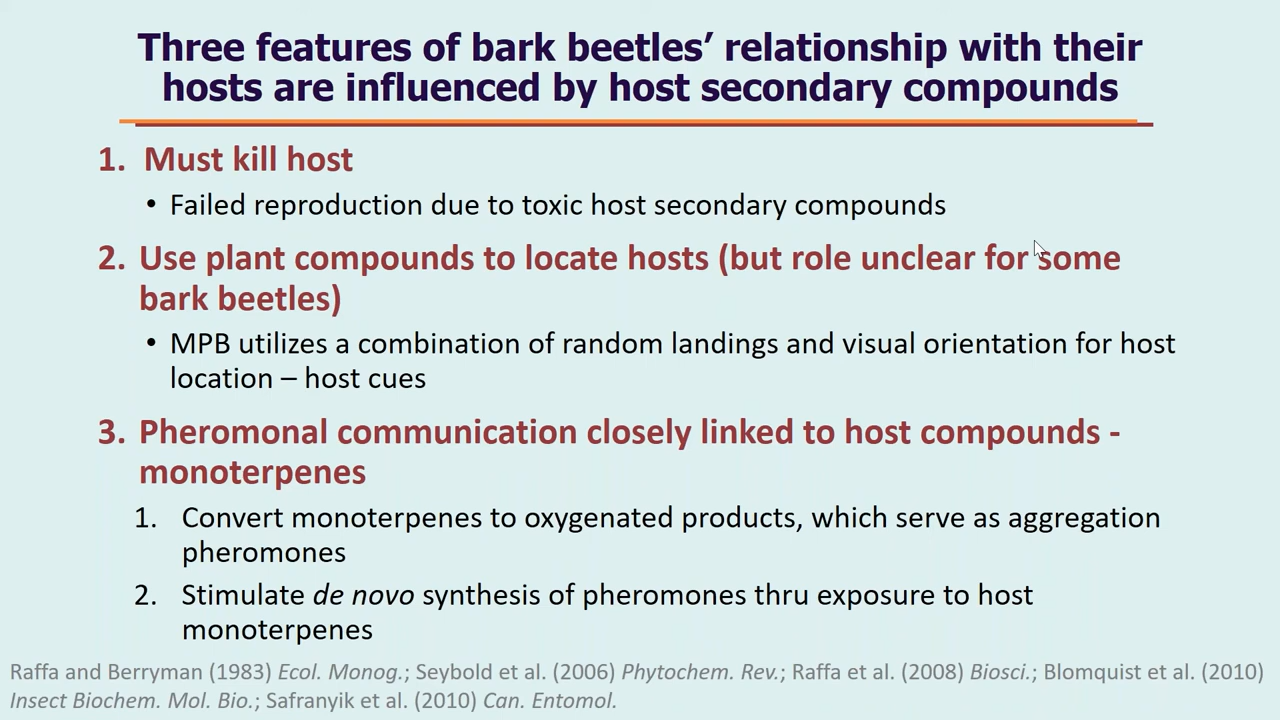 Three features of bark beetles’ relationship with their
hosts are influenced by host secondary compounds
1. Must kill host
• Failed reproduction due to toxic host secondary compounds
2. Use plant compounds to locate hosts (but role unclear for some
bark beetles)
• MPB utilizes a combination of random landings and visual orientation for host
location – host cues
3. Pheromonal communication closely linked to host compounds -
monoterpenes
1. Convert monoterpenes to oxygenated products, which serve as aggregation
pheromones
2. Stimulate de novo synthesis of pheromones thru exposure to host
monoterpenes
Raffa and Berryman (1983) Ecol. Monog.; Seybold et al. (2006) Phytochem. Rev.; Raffa et al. (2008) Biosci.; Blomquist et al. (2010)
Insect Biochem. Mol. Bio.; Safranyik et al. (2010) Can. Entomol.